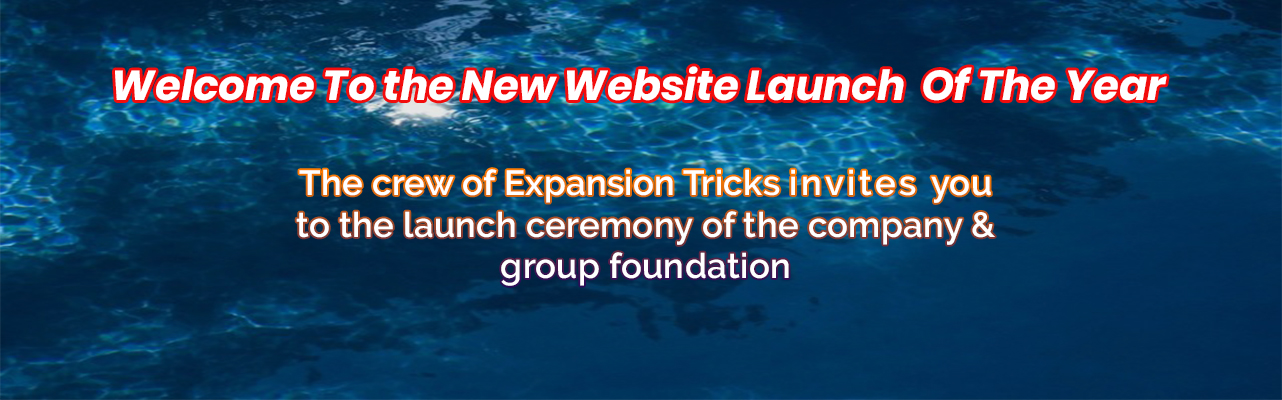 Welcome To the New Website Launch Of The Year
The crew of Expansion Tricks invites you
to the launch ceremony of the company &
group foundation